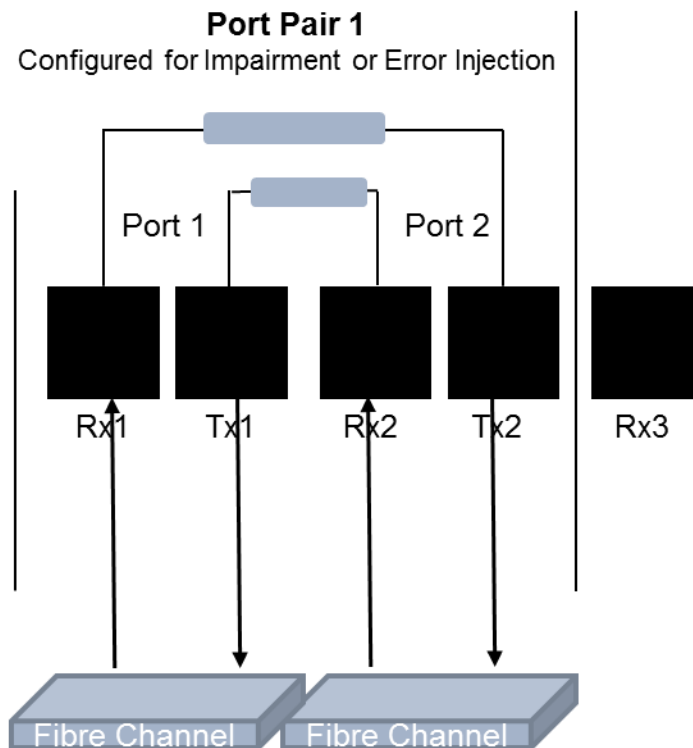 Port Pair 1
Configured for Impairment or Error Injection
Port 1
Port 2
Rx1
Tx1
Rx2
Tx2
Rx3
Fibre Channel
Fibre Channel